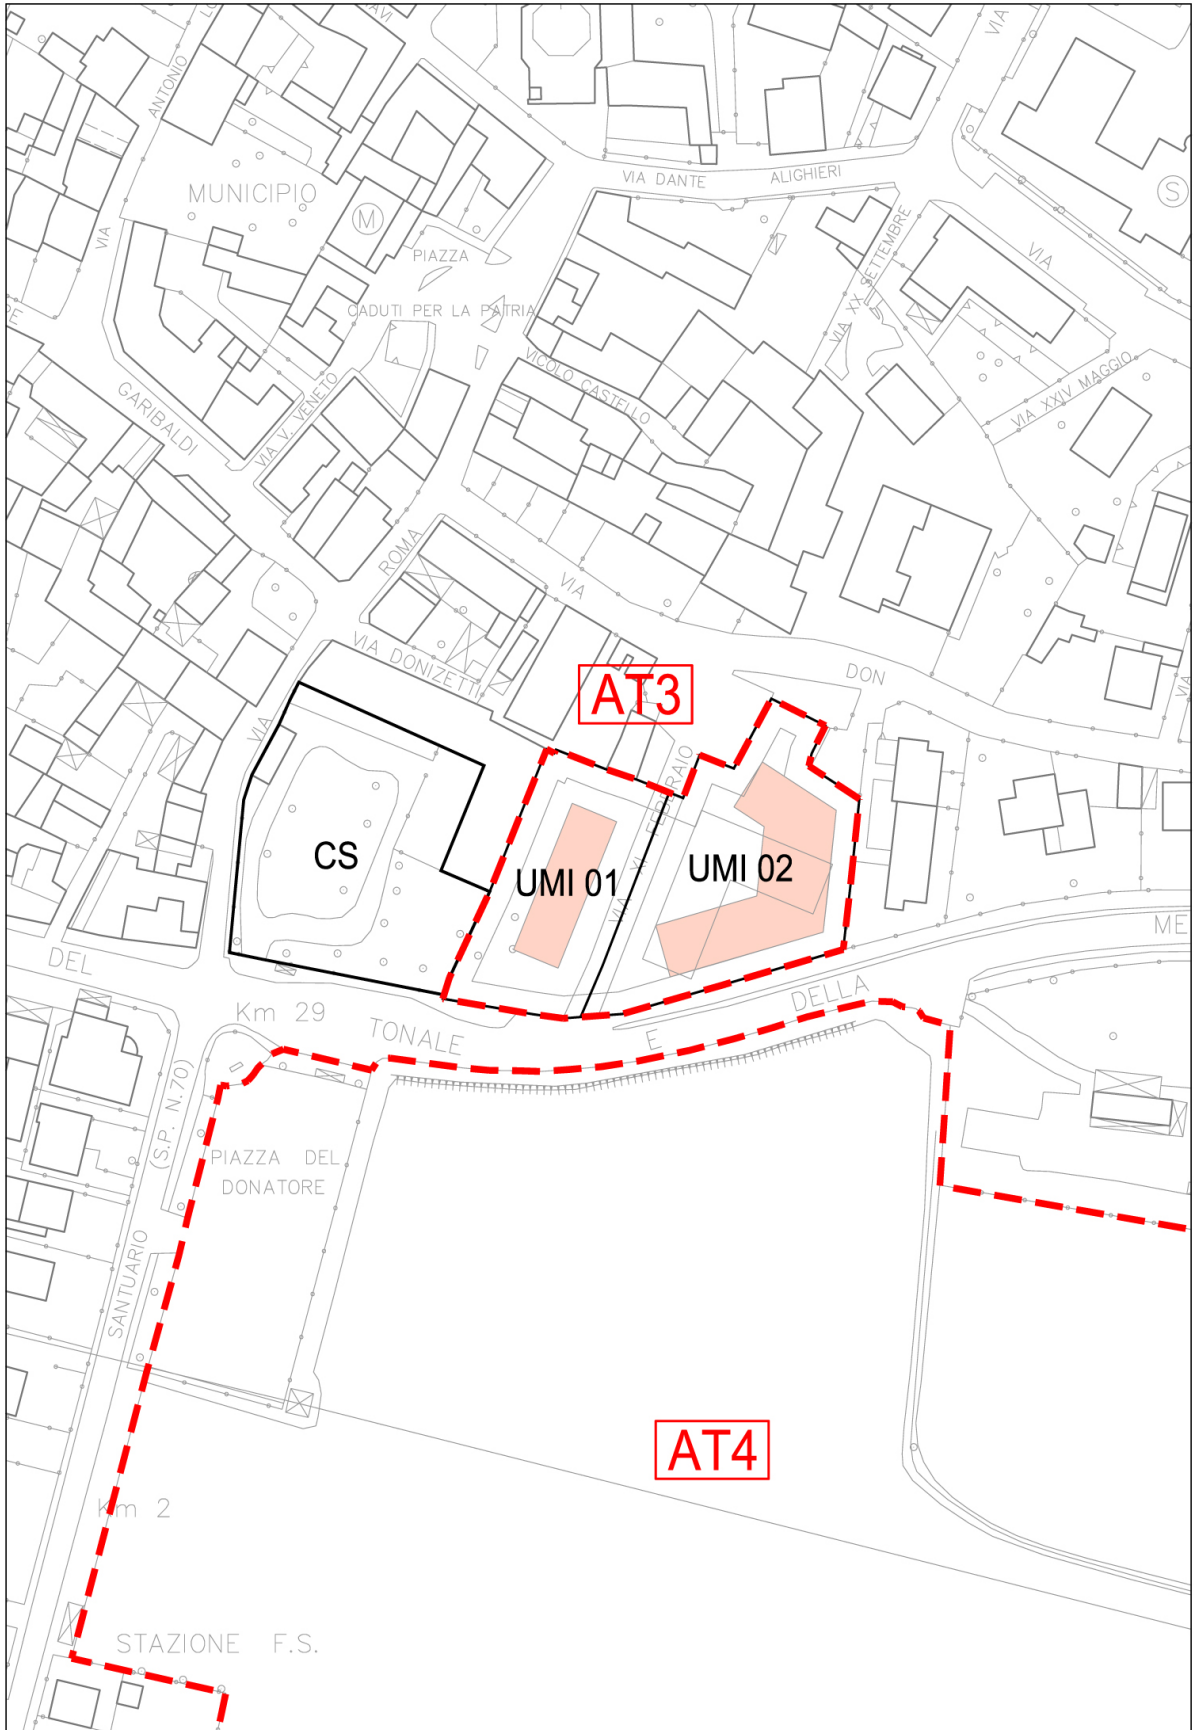 ANTONIO
VIA
MUNICIPIO
M
PIAZZA
CADUTI PER LA PATRIA
VIA DANTE
ALIGHIERI
S
VIA
VIA
VIA XX SETTEMBRE
VIA XXIV MAGGIO
VICOLO CASTELLO
GARIBALDI
VIA V. VENETO
ROMA
VIA
VIA DONIZETTI
VIA
DON
VIA
AT3
VIA XI FEBBRAIO
CS
UMI 01
UMI 02
DEL
Km 29
TONALE
E
DELLA
ME
(S.P. N.70)
PIAZZA DEL
DONATORE
SANTUARIO
AT4
Km 2
STAZIONE F.S.